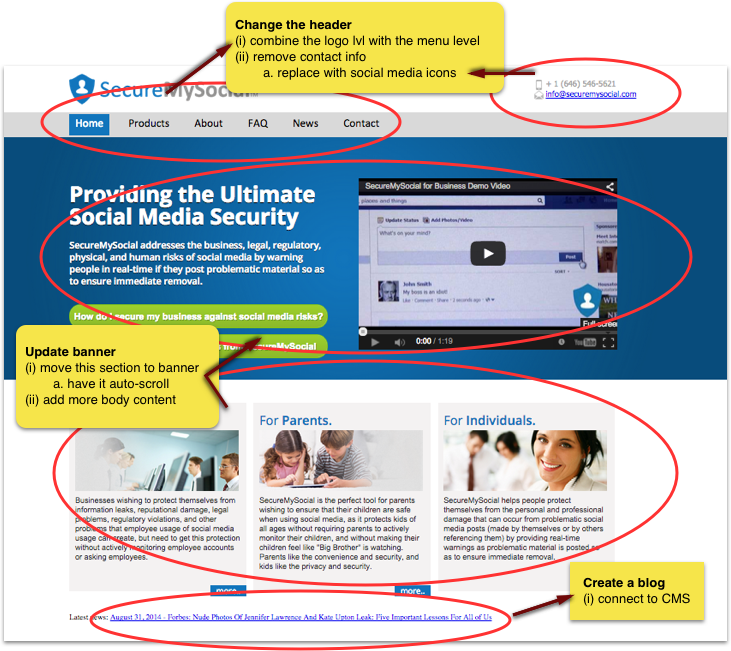 Change the header
(i) combine the logo lvl with the menu level
(ii) remove contact info
a. replace with social media icons
SecureMySocial
+ 1 (646) 546-5621
info@securemysocial.com
Home Products About FAQ News Contact
Providing the Ultimate
Social Media Security
SecureMySocial addresses the business, legal, regulatory,
physical, and human risks of social media by warning
people in real-time if they post problematic material so as
to ensure immediate removal.
How do I secure my business against social media risks?
from SecureMySocial
SecureMySocial for Business Demo Video
places and things
Update Status Add Photos/Video
What's on your mind?
Post
SORT
John Smith
My boss is an idiot!
Like · Comment · Share · 2 seconds ago
Full screen
0:00 / 1:19
YouTube
Update banner
(i) move this section to banner
a. have it auto-scroll
(ii) add more body content
For Parents.
For Individuals.
Businesses wishing to protect themselves from
information leaks, reputational damage, legal
problems, regulatory violations, and other
problems that employee usage of social media
usage can create, but need to get this protection
without actively monitoring employee accounts
or asking employees.
more..
SecureMySocial is the perfect tool for parents
wishing to ensure that their children are safe
when using social media, as it protects kids of
all ages without requiring parents to actively
monitor their children, and without making their
children feel like "Big Brother" is watching.
Parents like the convenience and security, and
kids like the privacy and security.
more..
SecureMySocial helps people protect
themselves from the personal and professional
damage that can occur from problematic social
media posts (made by themselves or by others
referencing them) by providing real-time
warnings as problematic material is posted so
as to ensure immediate removal.
Create a blog
(i) connect to CMS
Latest news: August 31, 2014 - Forbes: Nude Photos Of Jennifer Lawrence And Kate Upton Leak: Five Important Lessons For All of Us